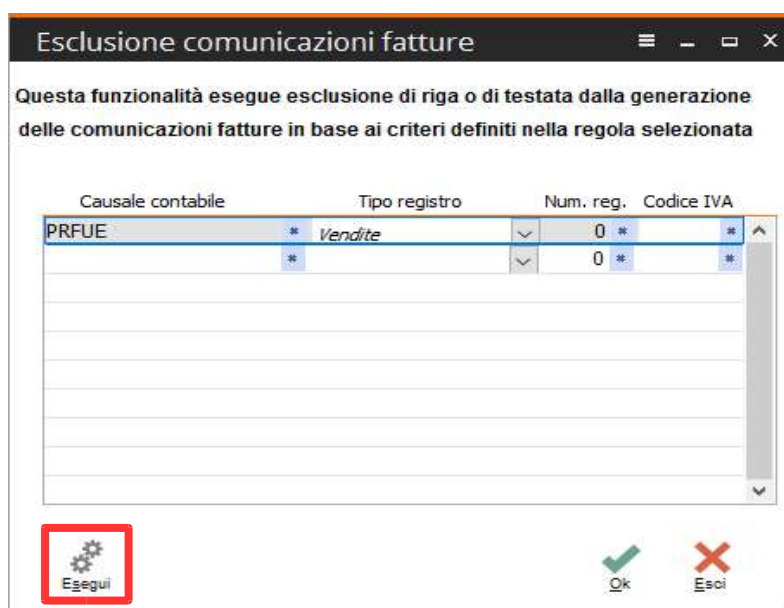 Esclusione comunicazioni fatture
Questa funzionalità esegue esclusione di riga o di testata dalla generazione
delle comunicazioni fatture in base ai criteri definiti nella regola selezionata
Causale contabile Tipo registro Num. reg. Codice IVA
PRFUE * Vendite 0 * *
* 0 * *
Esegui Ok Esci